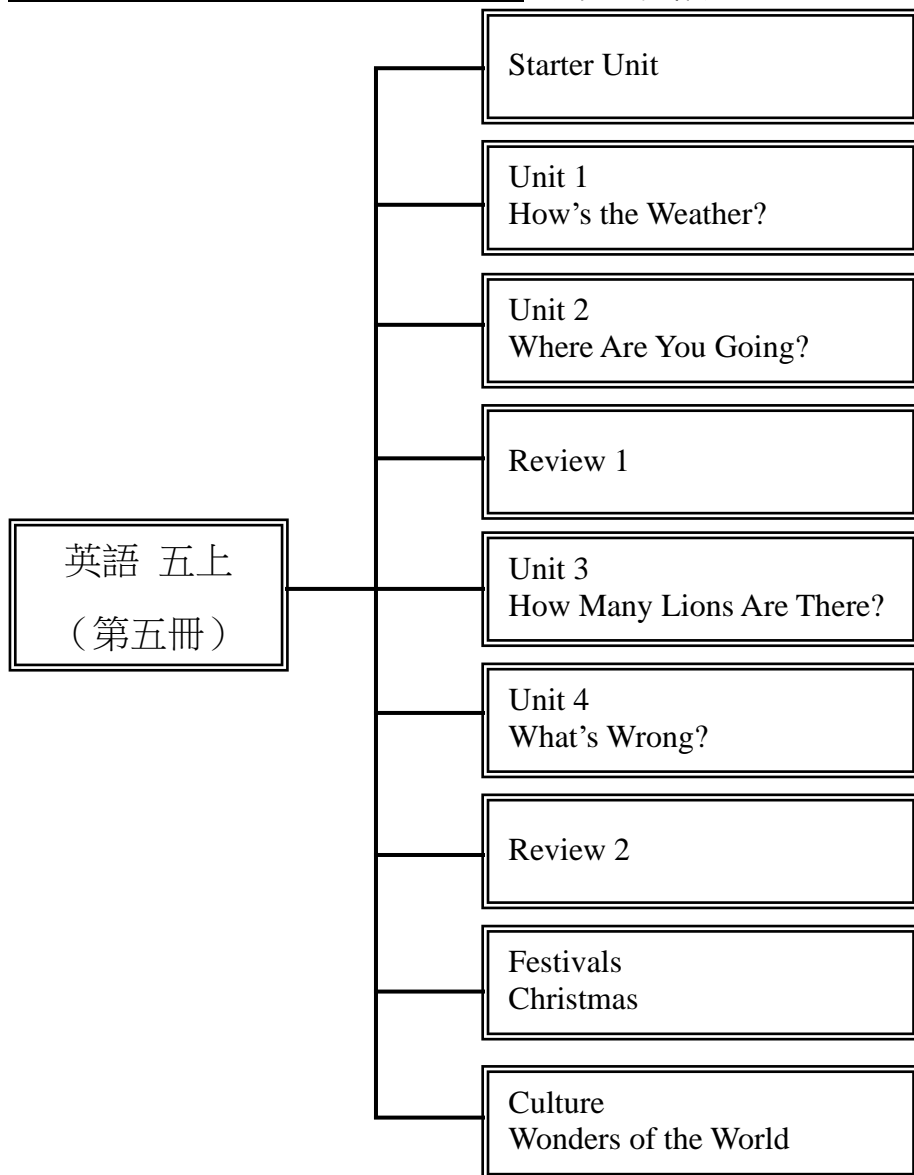 Starter Unit
Unit 1
How’s the Weather?
Unit 2
Where Are You Going?
Review 1
英語 五上
（第五冊）
Unit 3
How Many Lions Are There?
Unit 4
What’s Wrong?
Review 2
Festivals
Christmas
Culture
Wonders of the World